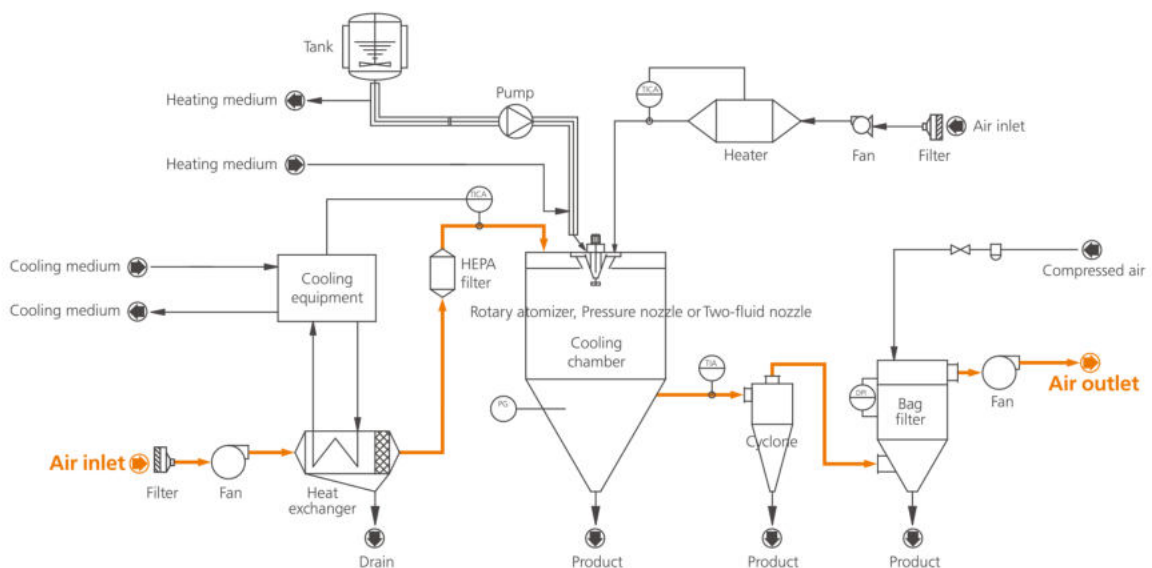 Tank
Heating medium
Pump
TICA
Heater
Fan
Filter
Air inlet
Heating medium
TICA
HEPA
filter
Cooling medium
Cooling medium
Cooling
equipment
Compressed air
Rotary atomizer, Pressure nozzle or Two-fluid nozzle
Cooling
chamber
TIA
PG
Cyclone
DPI
Bag
filter
Fan
Air outlet
Air inlet
Filter
Fan
Heat
exchanger
Drain
Product
Product
Product